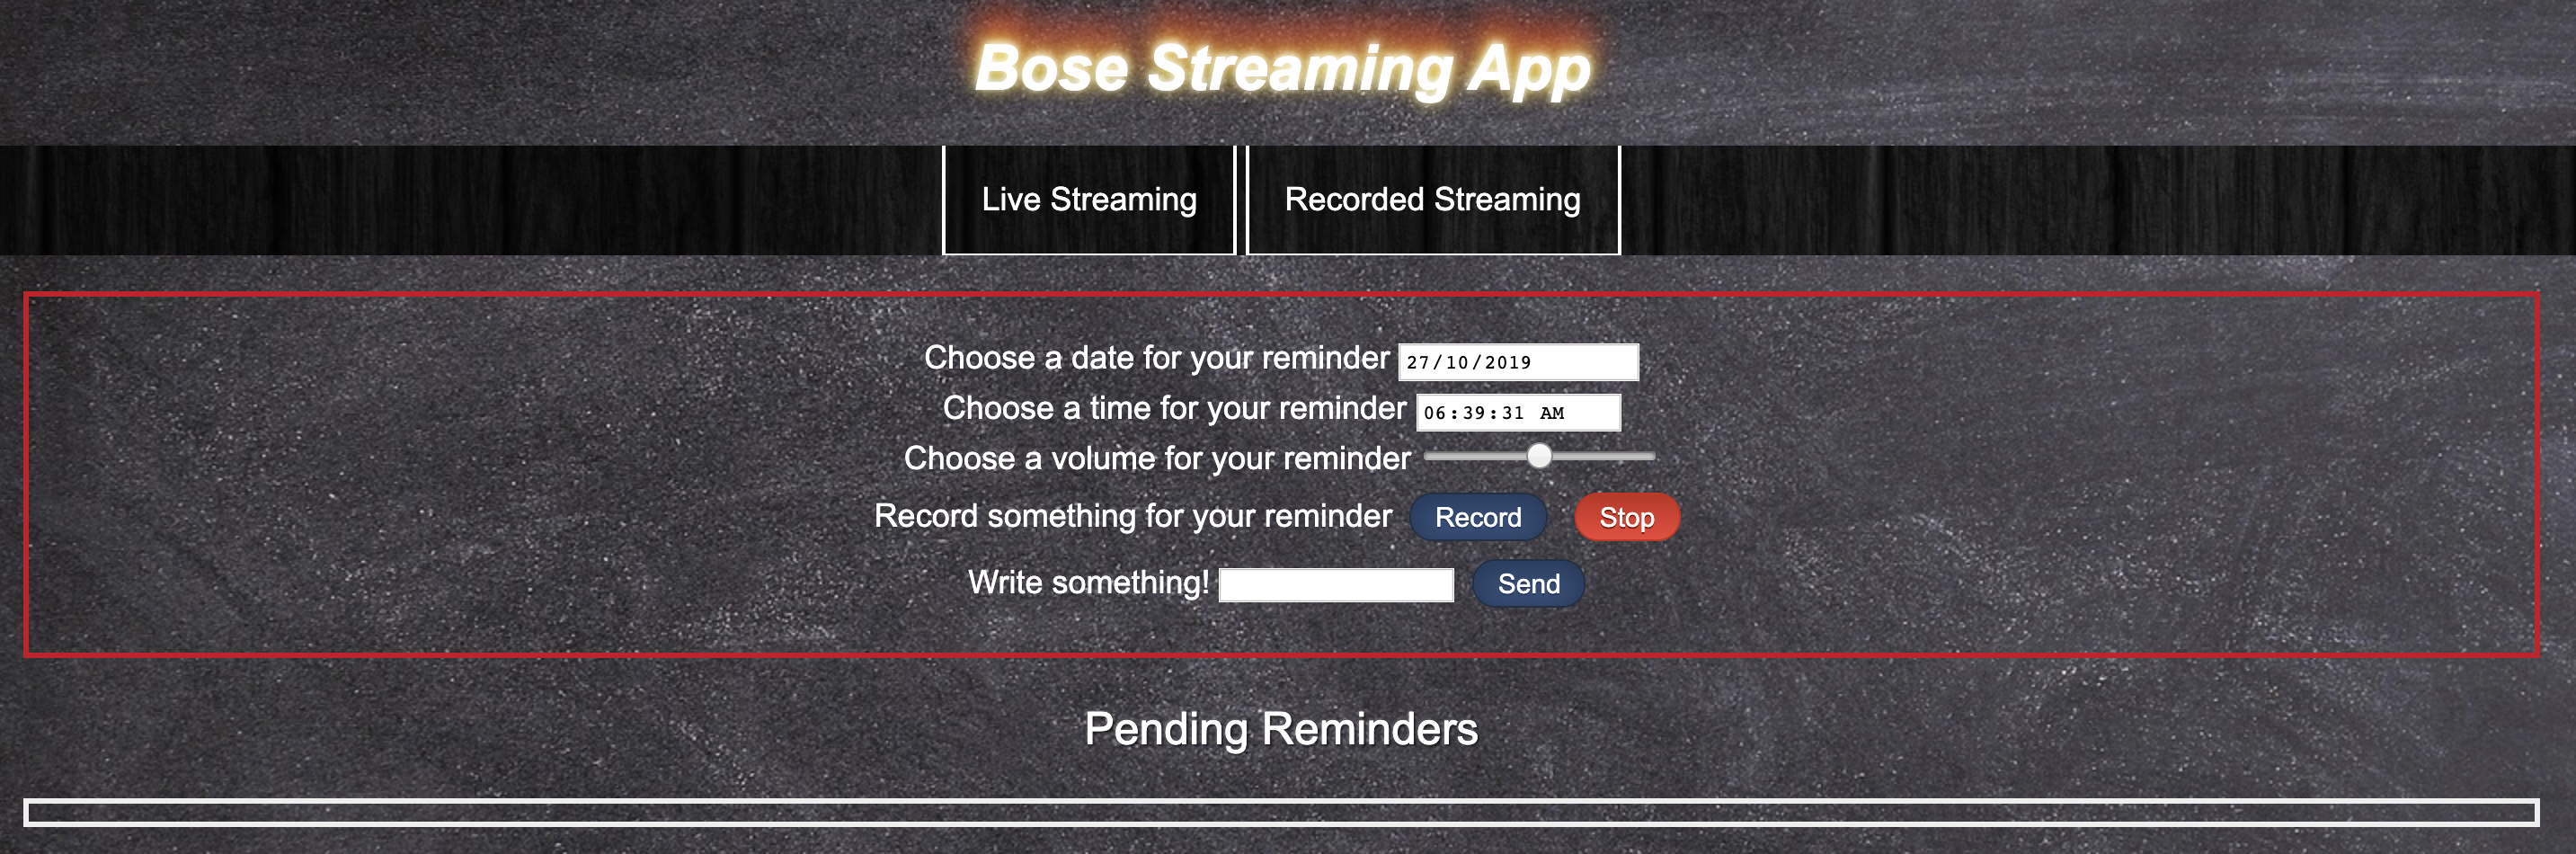 Bose Streaming App
Live Streaming
Recorded Streaming
Choose a date for your reminder 27/10/2019
Choose a time for your reminder 06:39:31 AM
Choose a volume for your reminder
Record something for your reminder Record Stop
Write something! Send
Pending Reminders